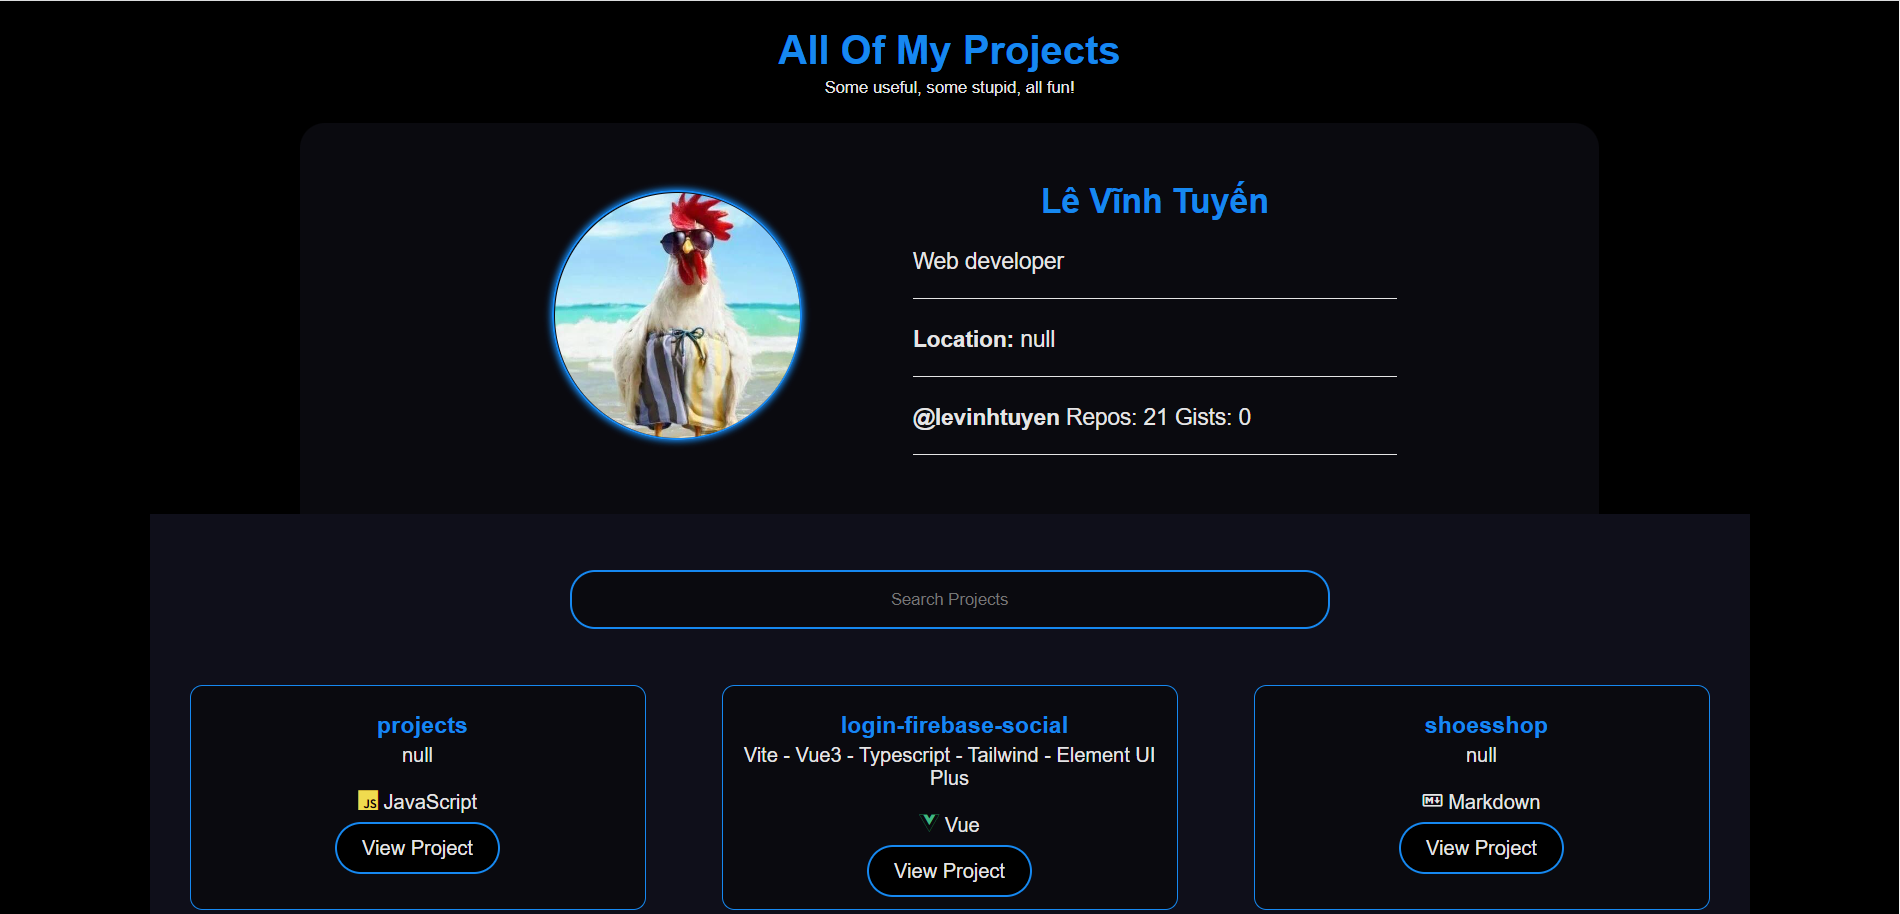 All Of My Projects
Some useful, some stupid, all fun!
Lê Vĩnh Tuyến
Web developer
Location: null
@levinhtuyen Repos: 21 Gists: 0
Search Projects
projects
null
JS JavaScript
View Project
login-firebase-social
Vite - Vue3 - Typescript - Tailwind - Element UI
Plus
Vue
View Project
shoesshop
null
M Markdown
View Project